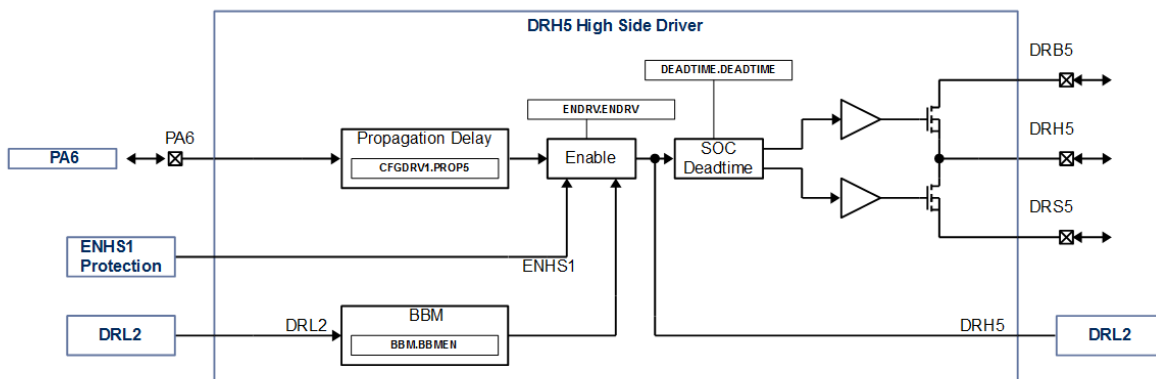 DRH5 High Side Driver
DRB5
DEADTIME.DEADTIME
ENDRV.ENDRV
PA6
PA6
Propagation Delay
CFGDRV1.PROP5
Enable
SOC
Deadtime
DRH5
DRS5
ENHS1
Protection
ENHS1
DRL2
DRL2
BBM
BBM.BBMEN
DRH5
DRL2